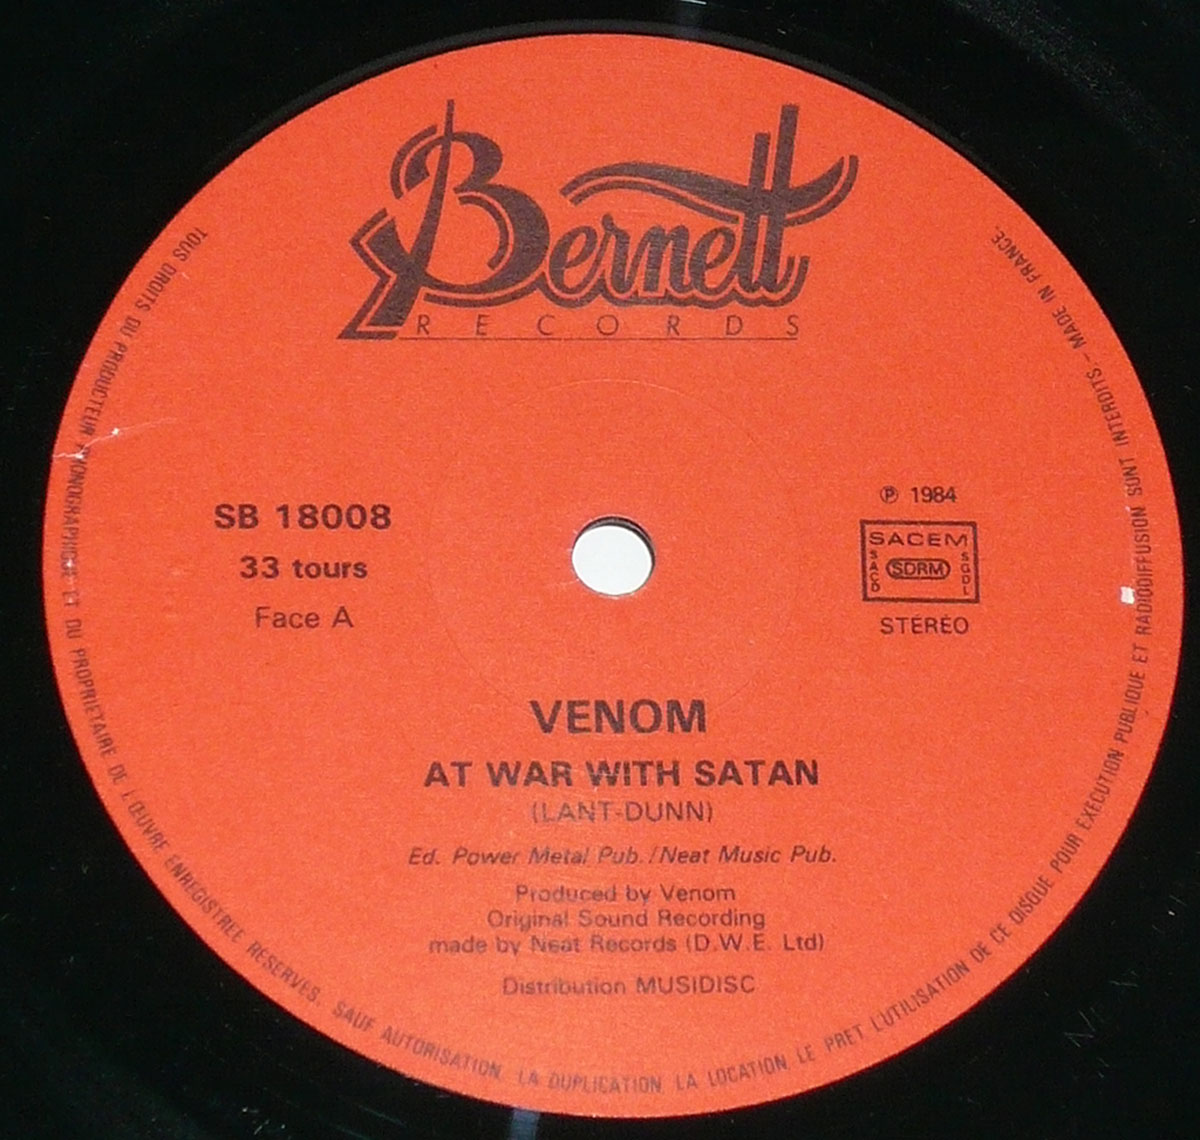 Bernett
RECORDS
SB 18008
33 tours
Face A
℗ 1984
SACEM
SACD
SDRM
SGDL
STÉRÉO
VENOM
AT WAR WITH SATAN
(LANT-DUNN)
Ed. Power Metal Pub./Neat Music Pub.
Produced by Venom
Original Sound Recording
made by Neat Records (D.W.E. Ltd)
Distribution MUSIDISC
TOUS DROITS DU PRODUCTEUR PHONOGRAPHIQUE ET DU PROPRIETAIRE DE L'ŒUVRE ENREGISTREE RESERVES. SAUF AUTORISATION, LA DUPLICATION, LA LOCATION LE PRET L'UTILISATION DE CE DISQUE POUR EXECUTION PUBLIQUE ET RADIODIFFUSION SONT INTERDITS. - MADE IN FRANCE.